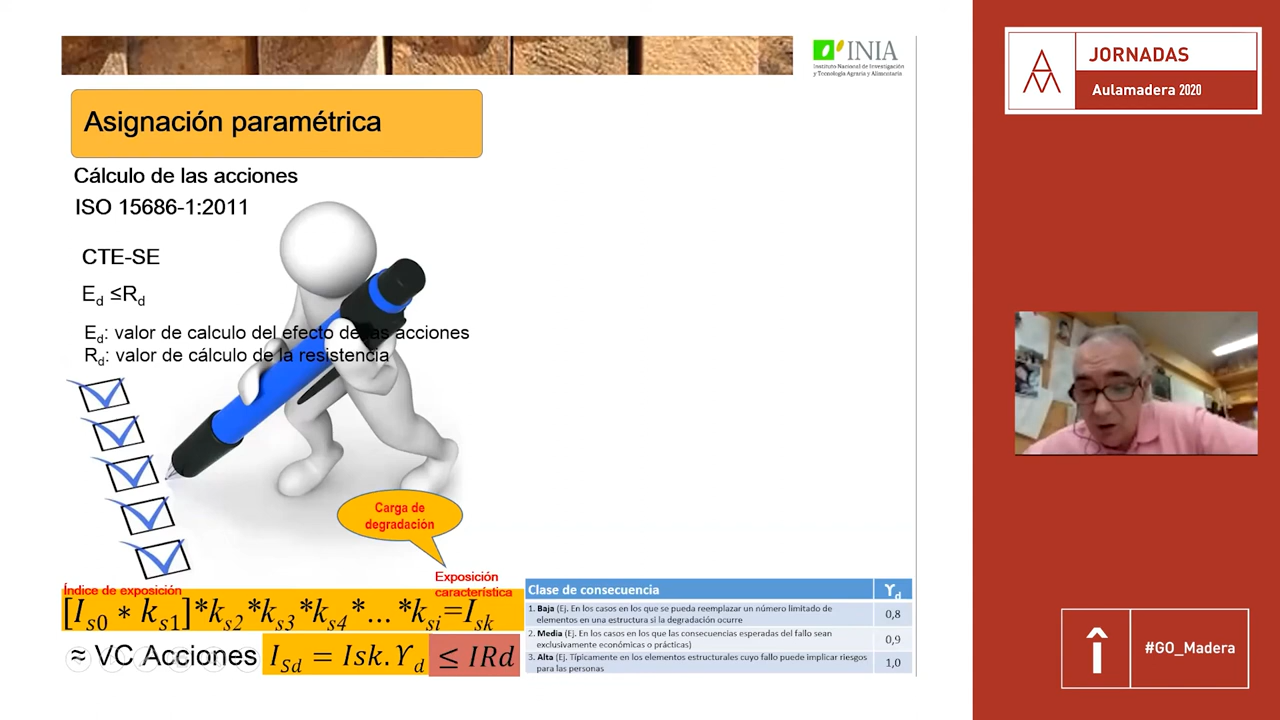 INIA
Instituto Nacional de Investigación
y Tecnología Agraria y Alimentaria
Asignación paramétrica
Cálculo de las acciones
ISO 15686-1:2011
CTE-SE
Ed ≤Rd
Ed: valor de calculo del efecto de las acciones
Rd: valor de cálculo de la resistencia
Carga de
degradación
Índice de exposición
Exposición
característica
[Is0 * ks1]*ks2*ks3*ks4*...*ksi=Isk
≈ VC Acciones
ISd = Isk.ϒd ≤ IRd
Clase de consecuencia ϒd
1. Baja (Ej. En los casos en los que se pueda reemplazar un número limitado de
elementos en una estructura si la degradación ocurre
0,8
2. Media (Ej. En los casos en los que las consecuencias esperadas del fallo sean
exclusivamente económicas o prácticas)
0,9
3. Alta (Ej. Típicamente en los elementos estructurales cuyo fallo puede implicar riesgos
para las personas
1,0
JORNADAS
Aulamadera 2020
#GO_Madera